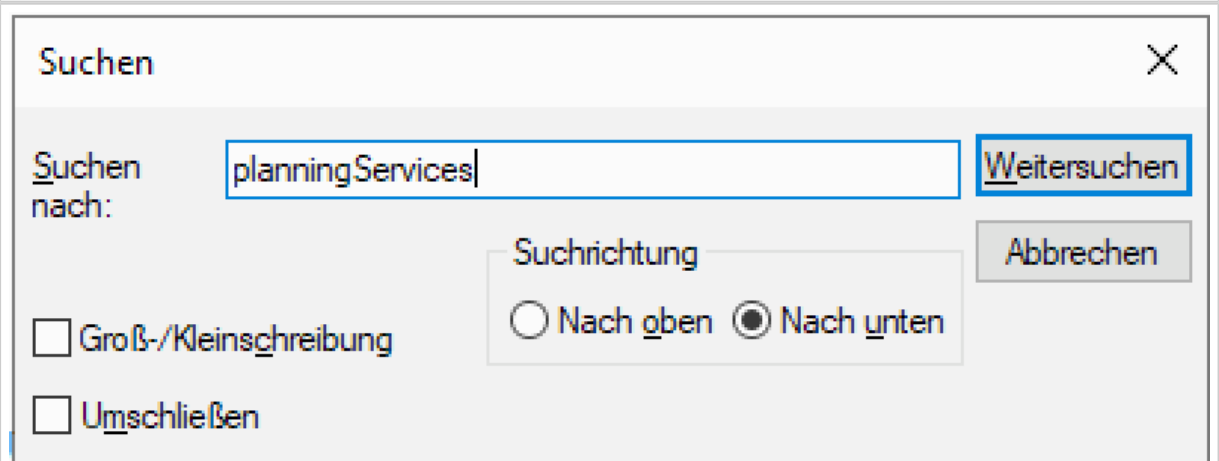 Suchen
Suchen
nach:
planningServices
Weitersuchen
Suchrichtung
Abbrechen
Nach oben
Nach unten
Groß-/Kleinschreibung
Umschließen